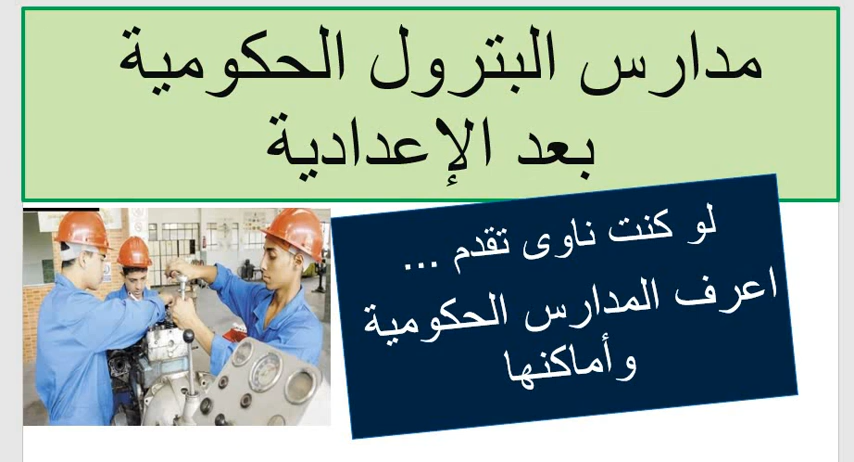 مدارس البترول الحكومية
بعد الإعدادية
لو كنت ناوى تقدم ...
اعرف المدارس الحكومية
وأماكنها